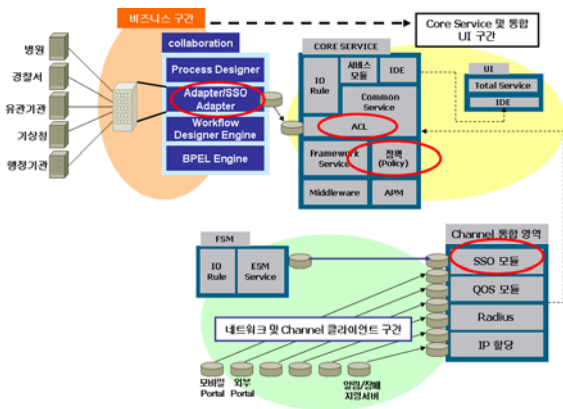 비즈니스 구간
Core Service 및 통합
UI 구간
병원
경찰서
유관기관
기상청
행정기관
collaboration
Process Designer
Adapter/SSO
Adapter
Workflow
Designer Engine
BPEL Engine
CORE SERVICE
IO
Rule
서비스
모듈
IDE
Common
Service
ACL
Framework
Service
정책
(Policy)
Middleware
APM
UI
Total Service
IDE
FSM
IO
Rule
ESM
Service
Channel 통합 영역
SSO 모듈
QOS 모듈
Radius
IP 할당
네트워크 및 Channel 클라이언트 구간
모바일
Portal
외부
Portal
알림/장애
지령서버